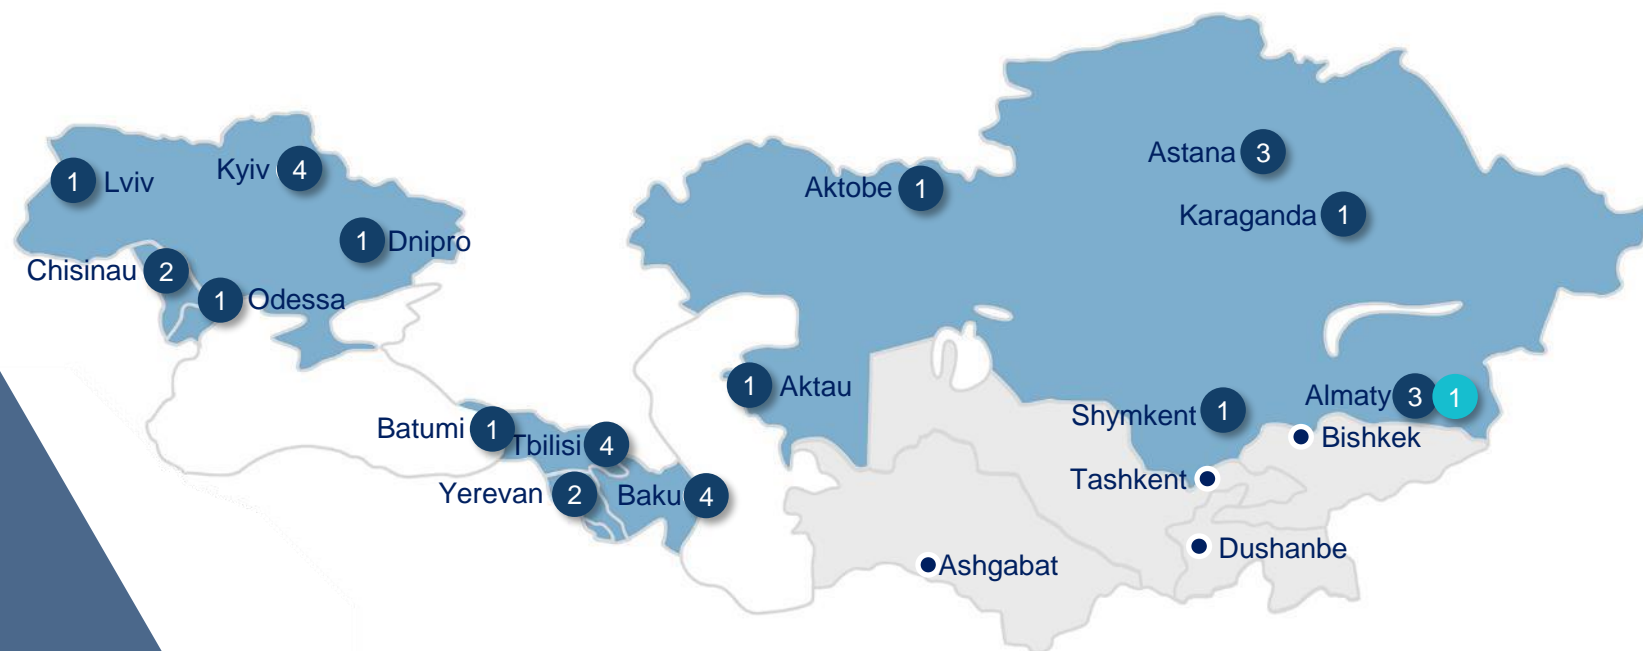 1 Lviv
Kyiv 4
1 Dnipro
Chisinau 2
1 Odessa
Batumi 1
Tbilisi 4
Yerevan 2
Baku 4
1 Aktau
Aktobe 1
Astana 3
Karaganda 1
Shymkent 1
Almaty 3 1
Bishkek
Tashkent
Dushanbe
Ashgabat